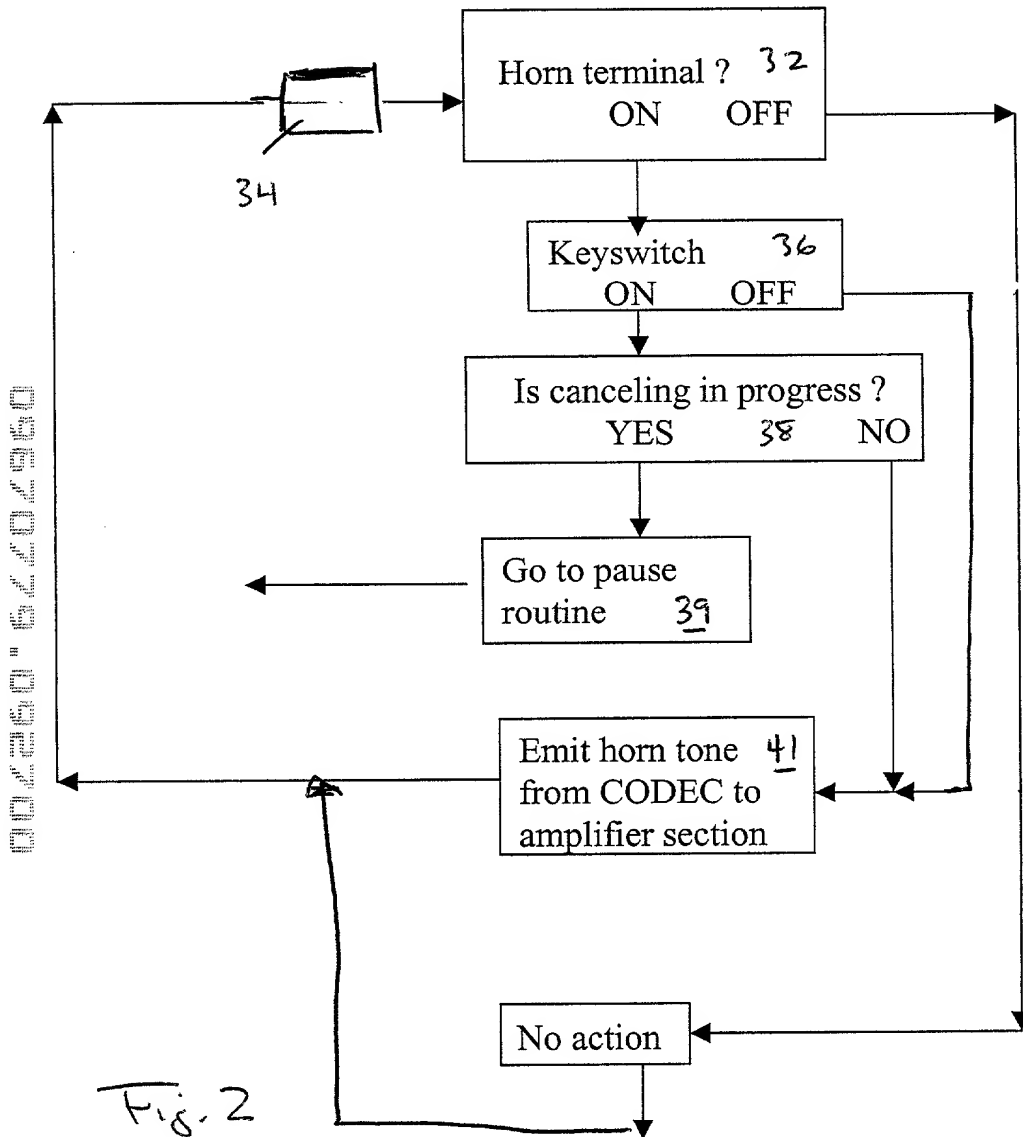 Horn terminal ? 32
ON OFF
34
Keyswitch 36
ON OFF
Is canceling in progress ?
YES 38 NO
Go to pause
routine 39
Emit horn tone 41
from CODEC to
amplifier section
No action
Fig. 2